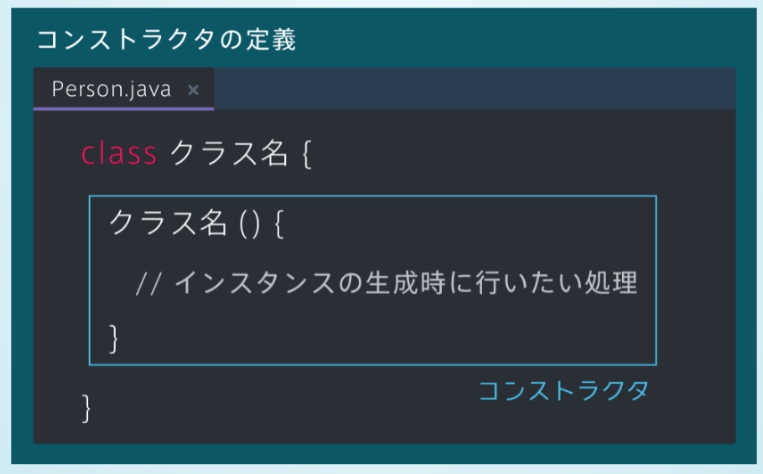 コンストラクタの定義
Person.java ×
class クラス名 {
クラス名 () {
// インスタンスの生成時に行いたい処理
}
コンストラクタ
}